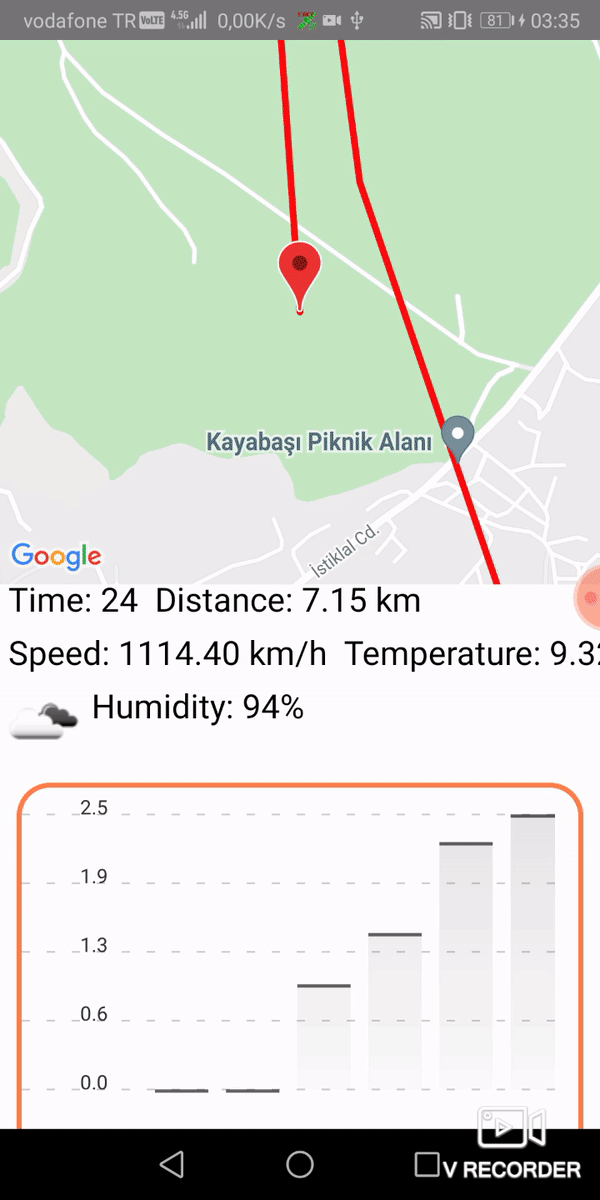 vodafone TR VoLTE 4.5G 0,00K/s 81 03:35
Kayabaşı Piknik Alanı
İstiklal Cd.
Google
Time: 24 Distance: 7.15 km
Speed: 1114.40 km/h Temperature: 9.32
Humidity: 94%
2.5
1.9
1.3
0.6
0.0
V RECORDER